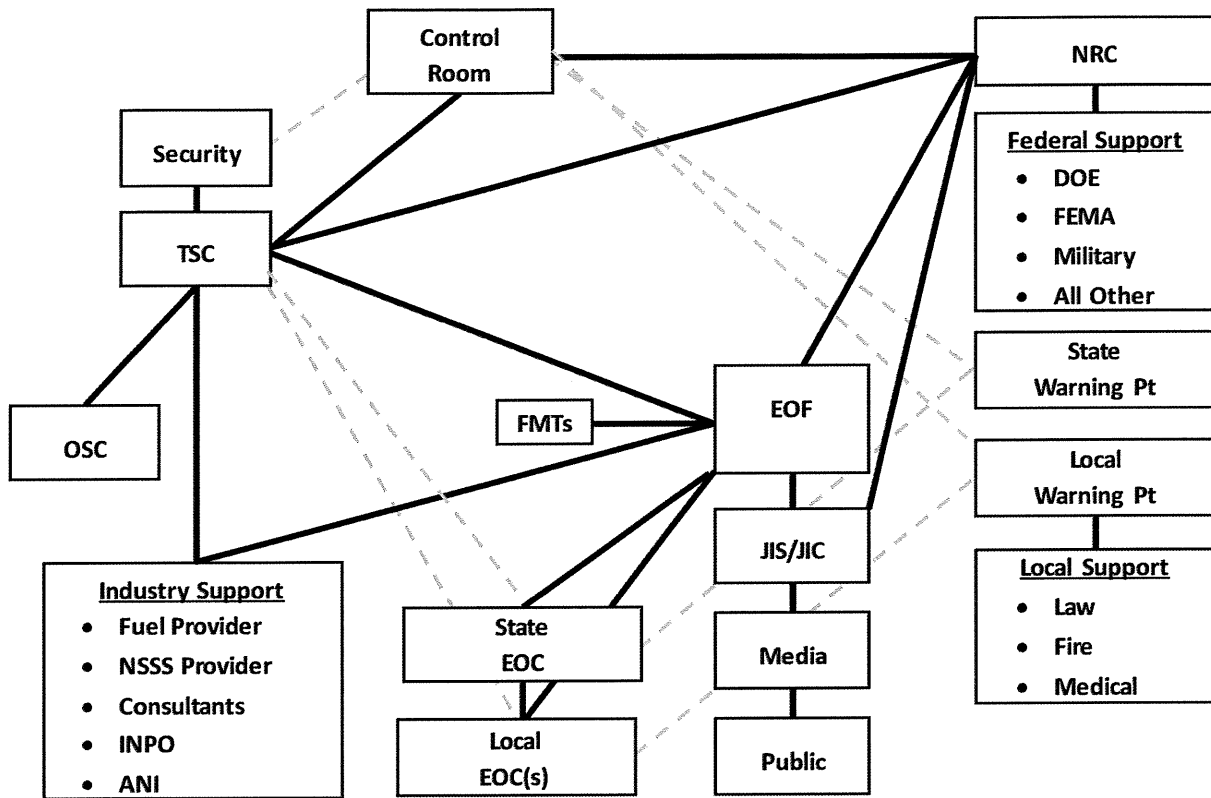 Control
Room
NRC
Security
Federal Support
• DOE
• FEMA
• Military
• All Other
TSC
State
Warning Pt
EOF
FMTs
OSC
Local
Warning Pt
JIS/JIC
Industry Support
• Fuel Provider
• NSSS Provider
• Consultants
• INPO
• ANI
Local Support
• Law
• Fire
• Medical
State
EOC
Media
Local
EOC(s)
Public